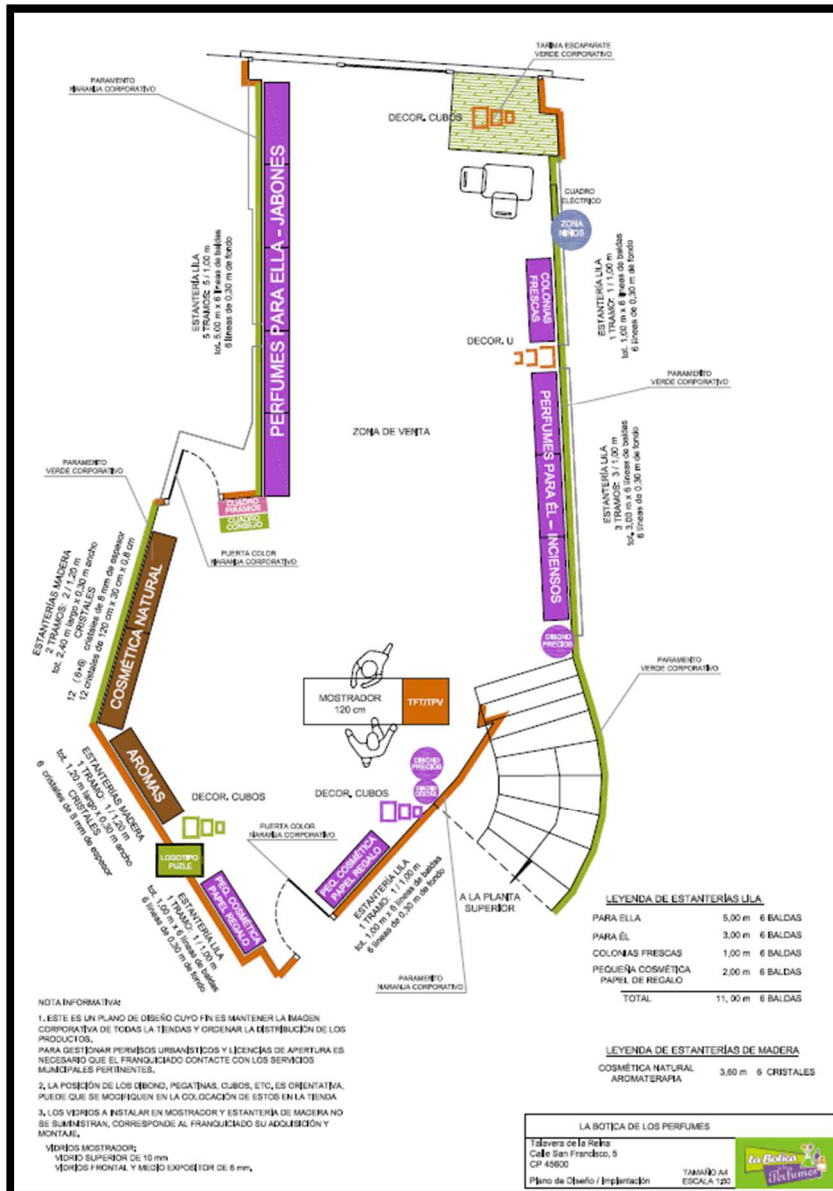 TARIMA ESCAPARATE
VERDE CORPORATIVO
PARAMENTO
NARANJA CORPORATIVO
DECOR. CUBOS
CUADRO
ELÉCTRICO
ZONA
NIÑOS
ESTANTERÍA LILA
5 TRAMOS: 5 / 1,00 m
tot. 5,00 m x 6 líneas de baldas
6 líneas de 0,30 m de fondo
PERFUMES PARA ELLA - JABONES
COLONIAS
FRESCAS
ESTANTERÍA LILA
1 TRAMO: 1 / 1,00 m
tot. 1,00 m x 6 líneas de baldas
6 líneas de 0,30 m de fondo
DECOR. U
PARAMENTO
VERDE CORPORATIVO
ZONA DE VENTA
PERFUMES PARA ÉL - INCIENSOS
ESTANTERÍA LILA
3 TRAMOS: 3 / 1,00 m
tot. 3,00 m x 6 líneas de baldas
6 líneas de 0,30 m de fondo
PARAMENTO
VERDE CORPORATIVO
CUADRO
PIRÁMIDE
CUADRO
CONSEJO
PUERTA COLOR
NARANJA CORPORATIVO
ESTANTERÍAS MADERA
2 TRAMOS: 2 / 1,20 m
tot. 2,40 m largo x 0,30 m ancho
CRISTALES
12 (6+6) cristales de 8 mm de espesor
12 cristales de 120 cm x 30 cm x 0,8 cm
COSMÉTICA NATURAL
DIBOND
PRECIOS
PARAMENTO
VERDE CORPORATIVO
MOSTRADOR
120 cm
TFT/TPV
AROMAS
ESTANTERÍAS MADERA
1 TRAMO: 1 / 1,20 m
tot. 1,20 m largo x 0,30 m ancho
CRISTALES
6 cristales de 8 mm de espesor
DIBOND
PRECIOS
DECOR. CUBOS
DECOR. CUBOS
PUERTA COLOR
NARANJA CORPORATIVO
LOGOTIPO
PUZLE
PEQ. COSMÉTICA
PAPEL REGALO
ESTANTERÍA LILA
1 TRAMO: 1 / 1,00 m
tot. 1,00 m x 6 líneas de baldas
6 líneas de 0,30 m de fondo
PEQ. COSMÉTICA
PAPEL REGALO
ESTANTERÍA LILA
1 TRAMO: 1 / 1,00 m
tot. 1,00 m x 6 líneas de baldas
6 líneas de 0,30 m de fondo
A LA PLANTA
SUPERIOR
PARAMENTO
NARANJA CORPORATIVO
LEYENDA DE ESTANTERÍAS LILA
PARA ELLA 5,00 m 6 BALDAS
PARA ÉL 3,00 m 6 BALDAS
COLONIAS FRESCAS 1,00 m 6 BALDAS
PEQUEÑA COSMÉTICA
PAPEL DE REGALO 2,00 m 6 BALDAS
TOTAL 11,00 m 6 BALDAS
LEYENDA DE ESTANTERÍAS DE MADERA
COSMÉTICA NATURAL
AROMATERAPIA 3,60 m 6 CRISTALES
NOTA INFORMATIVA:
1. ESTE ES UN PLANO DE DISEÑO CUYO FIN ES MANTENER LA IMAGEN
CORPORATIVA DE TODAS LA TIENDAS Y ORDENAR LA DISTRIBUCIÓN DE LOS
PRODUCTOS.
PARA GESTIONAR PERMISOS URBANÍSTICOS Y LICENCIAS DE APERTURA ES
NECESARIO QUE EL FRANQUICIADO CONTACTE CON LOS SERVICIOS
MUNICIPALES PERTINENTES.
2. LA POSICIÓN DE LOS DIBOND, PEGATINAS, CUBOS, ETC, ES ORIENTATIVA,
PUEDE QUE SE MODIFIQUEN EN LA COLOCACIÓN DE ESTOS EN LA TIENDA
3. LOS VIDRIOS A INSTALAR EN MOSTRADOR Y ESTANTERÍA DE MADERA NO
SE SUMINISTRAN, CORRESPONDE AL FRANQUICIADO SU ADQUISICIÓN Y
MONTAJE.
VIDRIOS MOSTRADOR:
VIDRIO SUPERIOR DE 10 mm
VIDRIOS FRONTAL Y MEDIO EXPOSITOR DE 6 mm.
LA BOTICA DE LOS PERFUMES
Talavera de la Reina
Calle San Francisco, 5
CP 45600
Plano de Diseño / Implantación
TAMAÑO A4
ESCALA 1:50
La Botica
de los
Perfumes